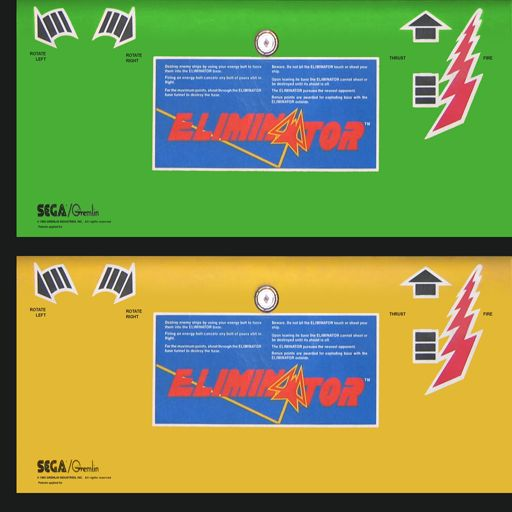 ROTATE
LEFT
ROTATE
RIGHT
THRUST
FIRE
Destroy enemy ships by using your energy bolt to force
them into the ELIMINATOR base.
Firing an energy bolt cancels any bolt of yours still in
flight.
For the maximum points, shoot through the ELIMINATOR
base tunnel to destroy the base.
Beware. Do not let the ELIMINATOR touch or shoot your
ship.
Upon leaving its base the ELIMINATOR cannot shoot or
be destroyed until its shield is off.
The ELIMINATOR pursues the nearest opponent.
Bonus points are awarded for exploding base with the
ELIMINATOR outside.
ELIMINATOR™
SEGA/Gremlin
GREMLIN INDUSTRIES, INC. All rights reserved
Patents applied for
ROTATE
LEFT
ROTATE
RIGHT
THRUST
FIRE
Destroy enemy ships by using your energy bolt to force
them into the ELIMINATOR base.
Firing an energy bolt cancels any bolt of yours still in
flight.
For the maximum points, shoot through the ELIMINATOR
base tunnel to destroy the base.
Beware. Do not let the ELIMINATOR touch or shoot your
ship.
Upon leaving its base the ELIMINATOR cannot shoot or
be destroyed until its shield is off.
The ELIMINATOR pursues the nearest opponent.
Bonus points are awarded for exploding base with the
ELIMINATOR outside.
ELIMINATOR™
SEGA/Gremlin
GREMLIN INDUSTRIES, INC. All rights reserved
Patents applied for